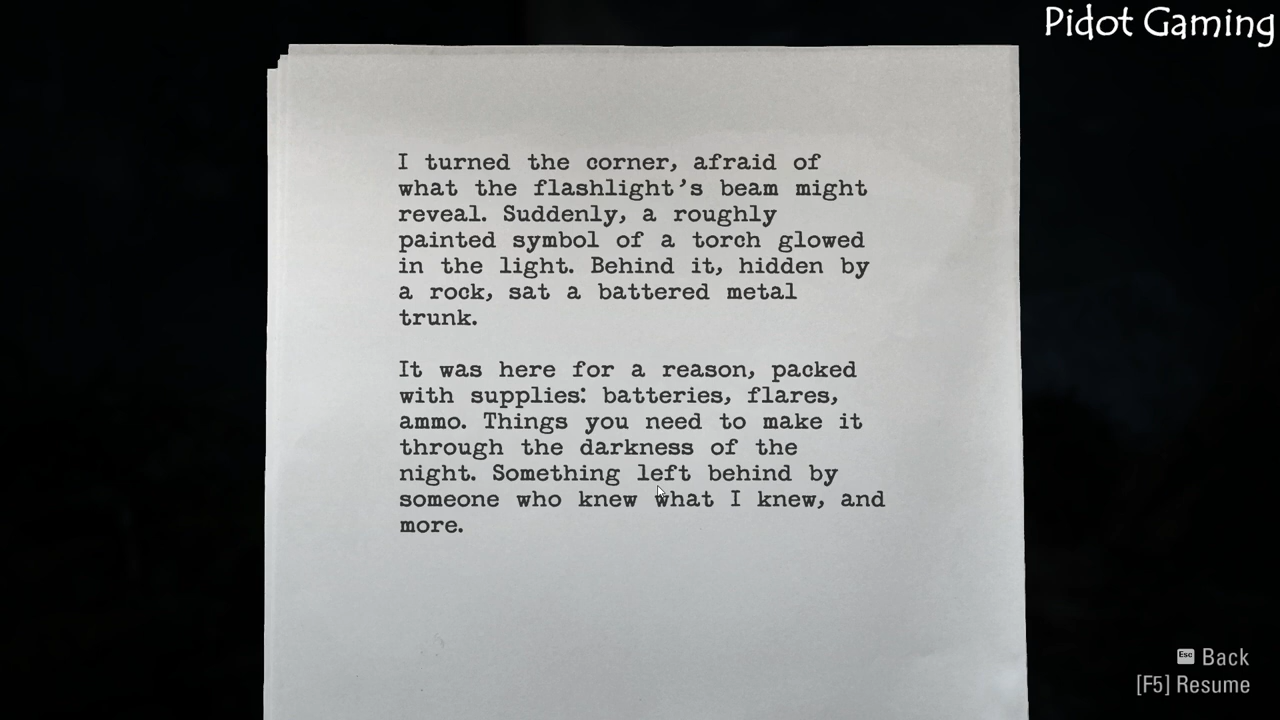 Pidot Gaming
I turned the corner, afraid of
what the flashlight's beam might
reveal. Suddenly, a roughly
painted symbol of a torch glowed
in the light. Behind it, hidden by
a rock, sat a battered metal
trunk.
It was here for a reason, packed
with supplies: batteries, flares,
ammo. Things you need to make it
through the darkness of the
night. Something left behind by
someone who knew what I knew, and
more.
Esc Back
[F5] Resume